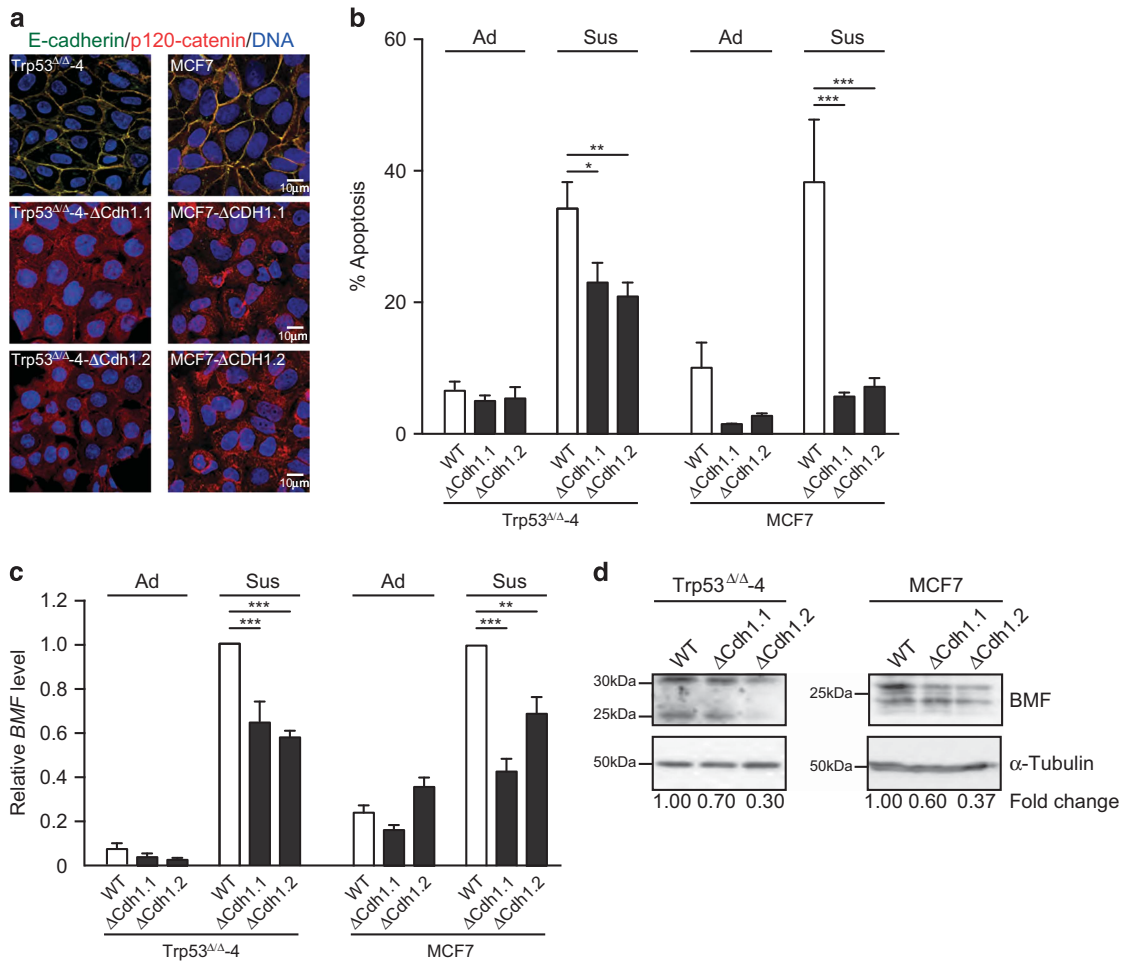 a
E-cadherin/p120-catenin/DNA
Trp53Δ/Δ-4
MCF7
10μm
Trp53Δ/Δ-4-ΔCdh1.1
MCF7-ΔCDH1.1
10μm
Trp53Δ/Δ-4-ΔCdh1.2
MCF7-ΔCDH1.2
10μm
b
Ad Sus Ad Sus
% Apoptosis
60
40
20
0
* ** *** ***
WT ΔCdh1.1 ΔCdh1.2 WT ΔCdh1.1 ΔCdh1.2 WT ΔCdh1.1 ΔCdh1.2 WT ΔCdh1.1 ΔCdh1.2
Trp53Δ/Δ-4 MCF7
c
Ad Sus Ad Sus
Relative BMF level
1.2
1.0
0.8
0.6
0.4
0.2
0
*** *** *** **
WT ΔCdh1.1 ΔCdh1.2 WT ΔCdh1.1 ΔCdh1.2 WT ΔCdh1.1 ΔCdh1.2 WT ΔCdh1.1 ΔCdh1.2
Trp53Δ/Δ-4 MCF7
d
Trp53Δ/Δ-4 MCF7
WT ΔCdh1.1 ΔCdh1.2 WT ΔCdh1.1 ΔCdh1.2
30kDa
25kDa
25kDa
BMF
50kDa
50kDa
α-Tubulin
1.00 0.70 0.30 1.00 0.60 0.37 Fold change